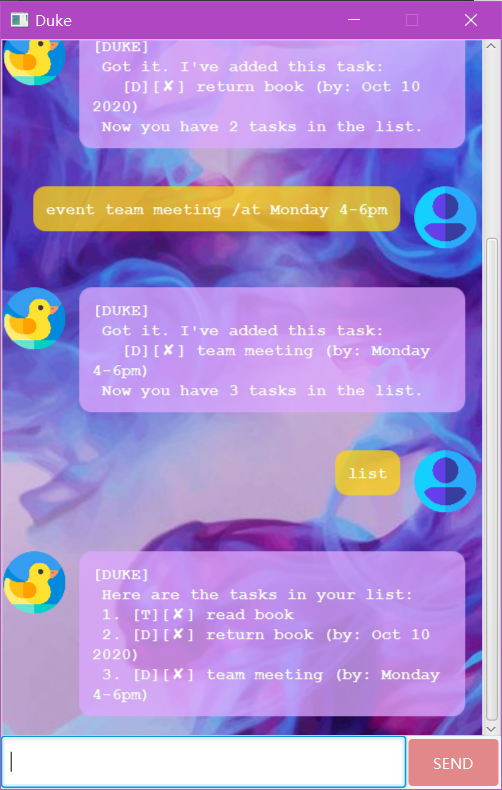 Duke
[DUKE]
Got it. I've added this task:
[D][✘] return book (by: Oct 10
2020)
Now you have 2 tasks in the list.
event team meeting /at Monday 4-6pm
[DUKE]
Got it. I've added this task:
[D][✘] team meeting (by: Monday
4-6pm)
Now you have 3 tasks in the list.
list
[DUKE]
Here are the tasks in your list:
1. [T][✘] read book
2. [D][✘] return book (by: Oct 10
2020)
3. [D][✘] team meeting (by: Monday
4-6pm)
SEND